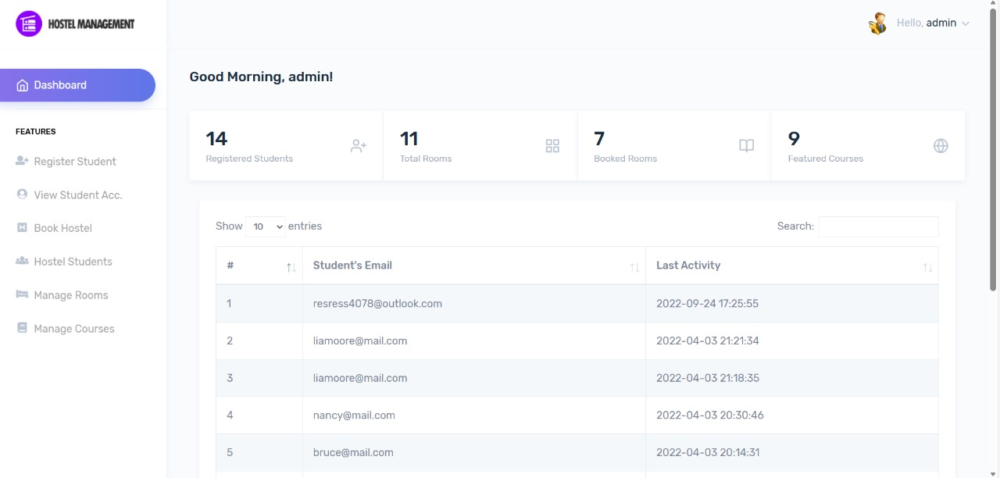 HOSTEL MANAGEMENT
Hello, admin
Dashboard
FEATURES
Register Student
View Student Acc.
Book Hostel
Hostel Students
Manage Rooms
Manage Courses
Good Morning, admin!
14
Registered Students
11
Total Rooms
7
Booked Rooms
9
Featured Courses
Show 10 entries
Search:
# Student's Email Last Activity
1 resress4078@outlook.com 2022-09-24 17:25:55
2 liamoore@mail.com 2022-04-03 21:21:34
3 liamoore@mail.com 2022-04-03 21:18:35
4 nancy@mail.com 2022-04-03 20:30:46
5 bruce@mail.com 2022-04-03 20:14:31